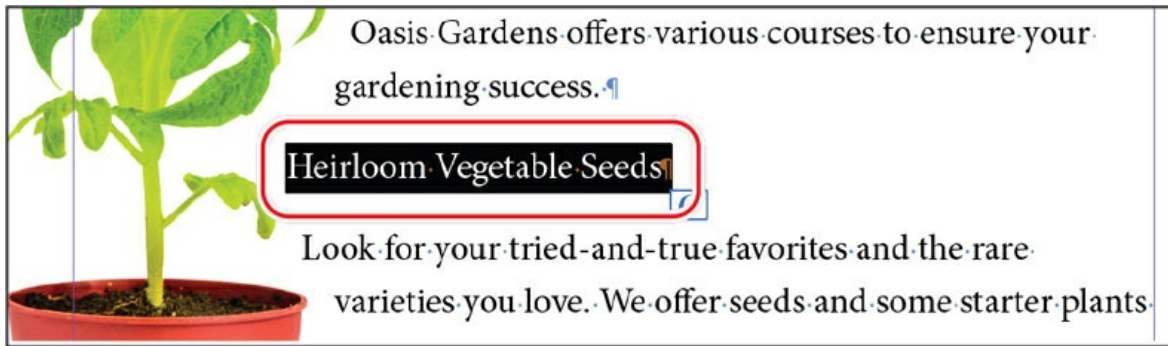 Oasis Gardens offers various courses to ensure your
gardening success. ¶
Heirloom Vegetable Seeds¶
Look for your tried-and-true favorites and the rare
varieties you love. We offer seeds and some starter plants